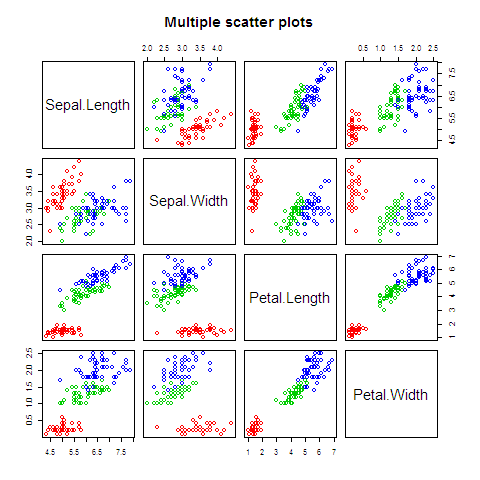 Multiple scatter plots
2.0 2.5 3.0 3.5 4.0
0.5 1.0 1.5 2.0 2.5
Sepal.Length
4.5 5.5 6.5 7.5
2.0 2.5 3.0 3.5 4.0
Sepal.Width
Petal.Length
1 2 3 4 5 6 7
0.5 1.0 1.5 2.0 2.5
Petal.Width
4.5 5.5 6.5 7.5
1 2 3 4 5 6 7